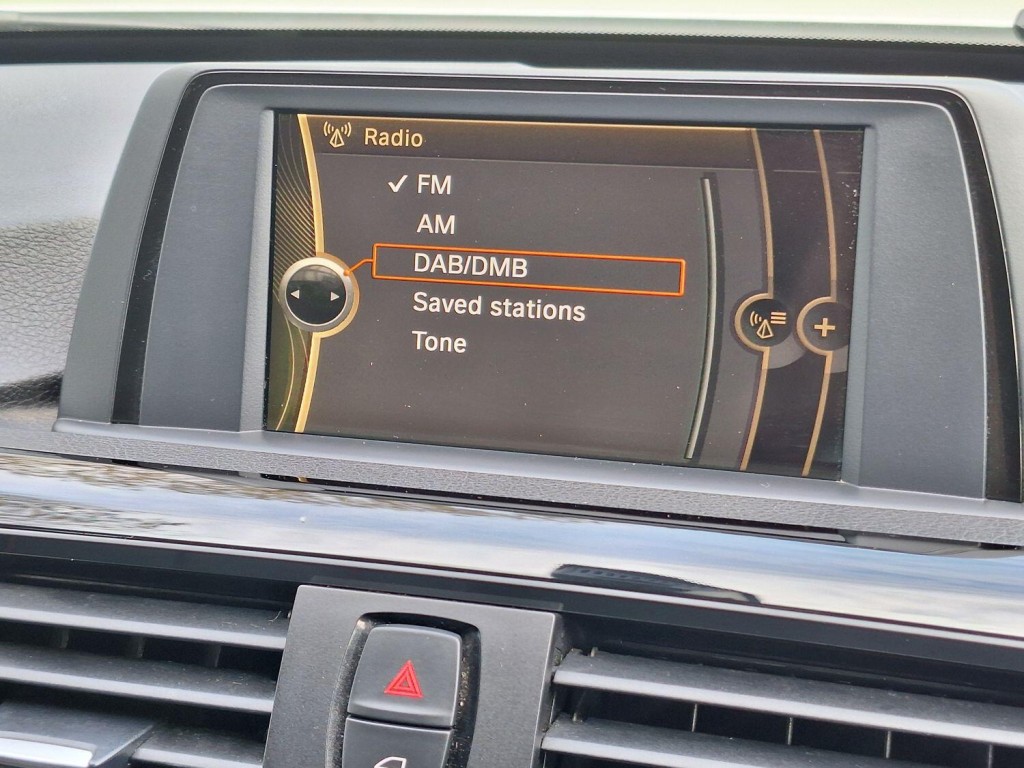 Radio
✓ FM
AM
DAB/DMB
Saved stations
Tone